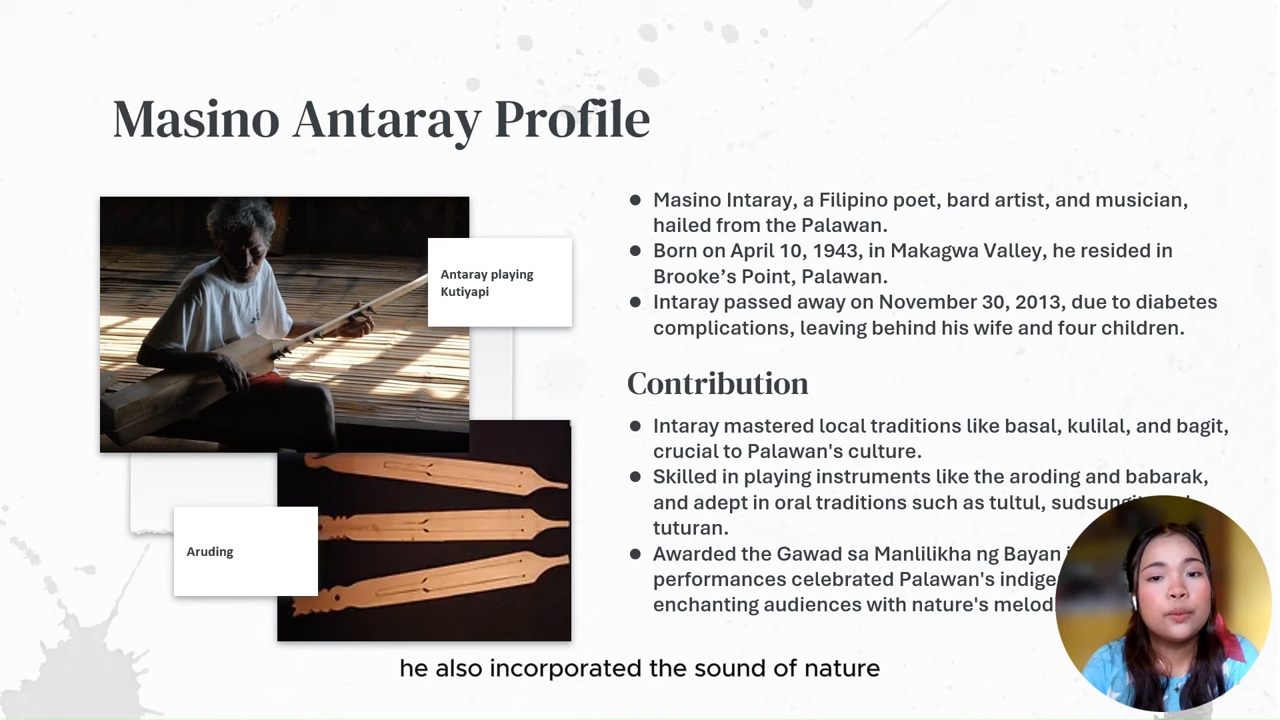 Masino Antaray Profile
Antaray playing
Kutiyapi
Aruding
● Masino Intaray, a Filipino poet, bard artist, and musician,
hailed from the Palawan.
● Born on April 10, 1943, in Makagwa Valley, he resided in
Brooke’s Point, Palawan.
● Intaray passed away on November 30, 2013, due to diabetes
complications, leaving behind his wife and four children.
Contribution
● Intaray mastered local traditions like basal, kulilal, and bagit,
crucial to Palawan's culture.
● Skilled in playing instruments like the aroding and babarak,
and adept in oral traditions such as tultul,
tuturan.
● Awarded the Gawad sa Manlilikha ng Bayan
performances celebrated Palawan's
enchanting audiences with nature's
he also incorporated the sound of nature